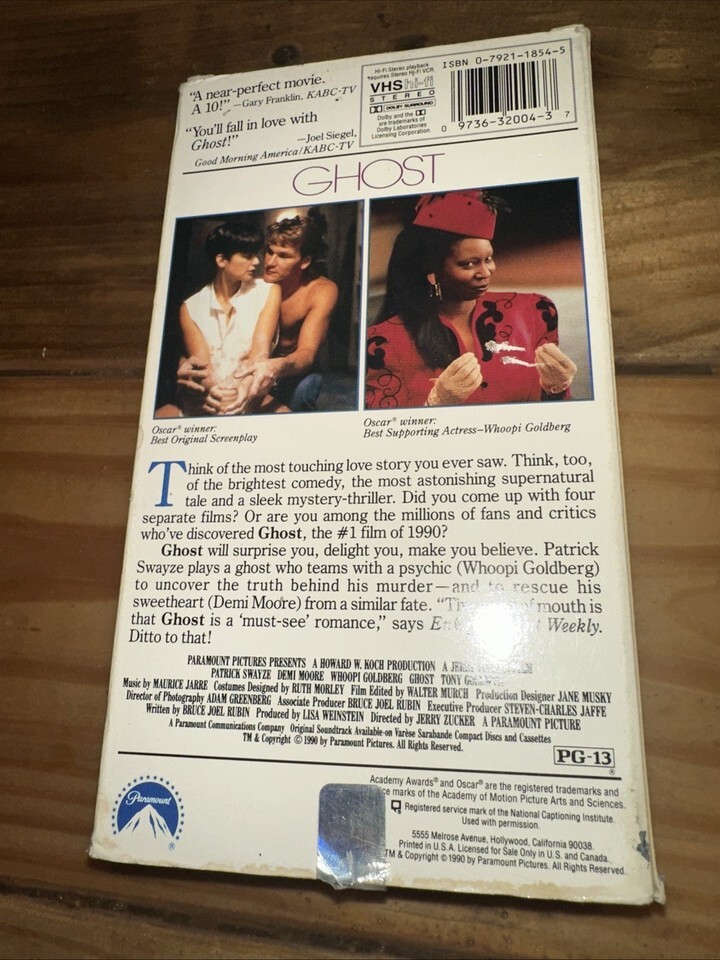 "A near-perfect movie.
A 10!" —Gary Franklin, KABC-TV
"You'll fall in love with
Ghost!" —Joel Siegel,
Good Morning America/KABC-TV
Hi-Fi Stereo playback
requires Stereo Hi-Fi VCR.
VHS hi-fi
STEREO
DOLBY SURROUND
Dolby and the
are trademarks of
Dolby Laboratories
Licensing Corporation.
ISBN 0-7921-1854-5
0 9736-32004-3 7
GHOST
Oscar® winner:
Best Original Screenplay
Oscar® winner:
Best Supporting Actress—Whoopi Goldberg
Think of the most touching love story you ever saw. Think, too,
of the brightest comedy, the most astonishing supernatural
tale and a sleek mystery-thriller. Did you come up with four
separate films? Or are you among the millions of fans and critics
who've discovered Ghost, the #1 film of 1990?
Ghost will surprise you, delight you, make you believe. Patrick
Swayze plays a ghost who teams with a psychic (Whoopi Goldberg)
to uncover the truth behind his murder—and to rescue his
sweetheart (Demi Moore) from a similar fate. "The of mouth is
that Ghost is a 'must-see' romance," says Weekly.
Ditto to that!
PARAMOUNT PICTURES PRESENTS A HOWARD W. KOCH PRODUCTION A
PATRICK SWAYZE DEMI MOORE WHOOPI GOLDBERG GHOST TONY
Music by MAURICE JARRE Costumes Designed by RUTH MORLEY Film Edited by WALTER MURCH Production Designer JANE MUSKY
Director of Photography ADAM GREENBERG Associate Producer BRUCE JOEL RUBIN Executive Producer STEVEN-CHARLES JAFFE
Written by BRUCE JOEL RUBIN Produced by LISA WEINSTEIN Directed by JERRY ZUCKER A PARAMOUNT PICTURE
A Paramount Communications Company Original Soundtrack Available on Varèse Sarabande Compact Discs and Cassettes
TM & Copyright © 1990 by Paramount Pictures. All Rights Reserved.
PG-13
®
Paramount
®
Academy Awards® and Oscar® are the registered trademarks and
marks of the Academy of Motion Picture Arts and Sciences.
Registered service mark of the National Captioning Institute.
Used with permission.
5555 Melrose Avenue, Hollywood, California 90038.
Printed in U.S.A. Licensed for Sale Only in U.S. and Canada.
TM & Copyright © 1990 by Paramount Pictures. All Rights Reserved.